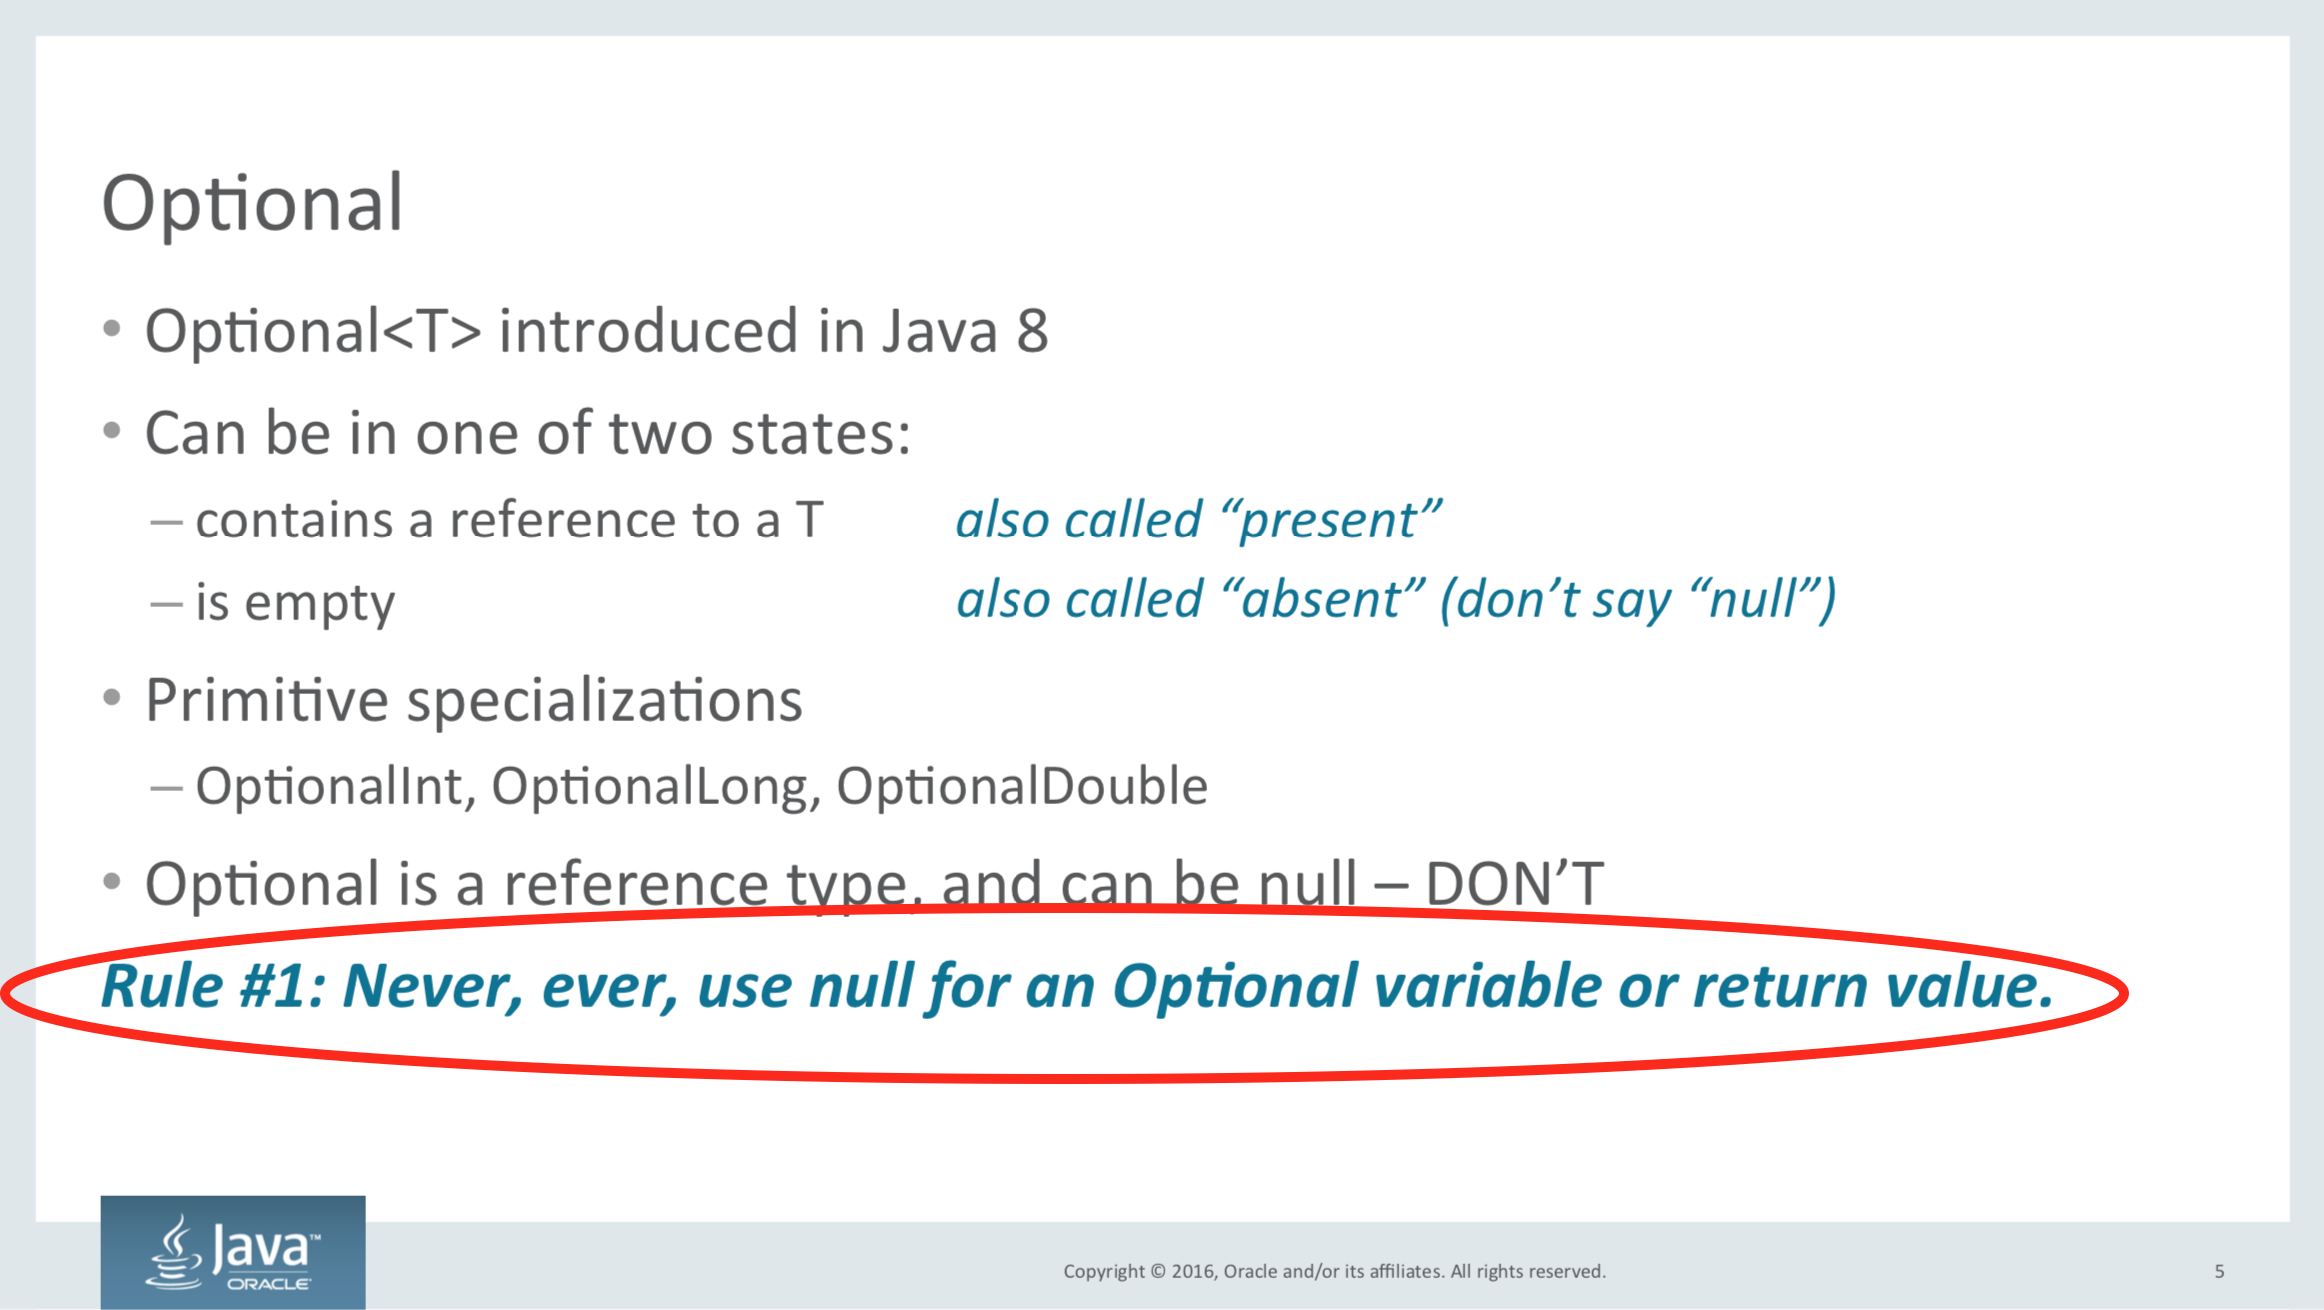 Optional
• Optional<T> introduced in Java 8
• Can be in one of two states:
– contains a reference to a T also called “present”
– is empty also called “absent” (don’t say “null”)
• Primitive specializations
– OptionalInt, OptionalLong, OptionalDouble
• Optional is a reference type, and can be null – DON’T
Rule #1: Never, ever, use null for an Optional variable or return value.
Java™
ORACLE
Copyright © 2016, Oracle and/or its affiliates. All rights reserved. 5